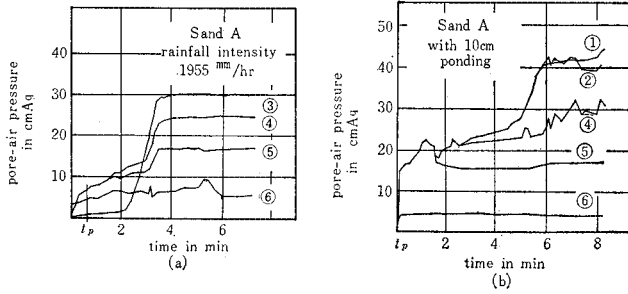 pore-air pressure
in cmAq
40
30
20
10
Sand A
rainfall intensity
.1955 mm/hr
③
④
⑤
⑥
tp 2 4 6
time in min
(a)
pore-air pressure
in cmAq
50
40
30
20
10
Sand A
with 10cm
ponding
①
②
④
⑤
⑥
tp 2 4 6 8
time in min
(b)